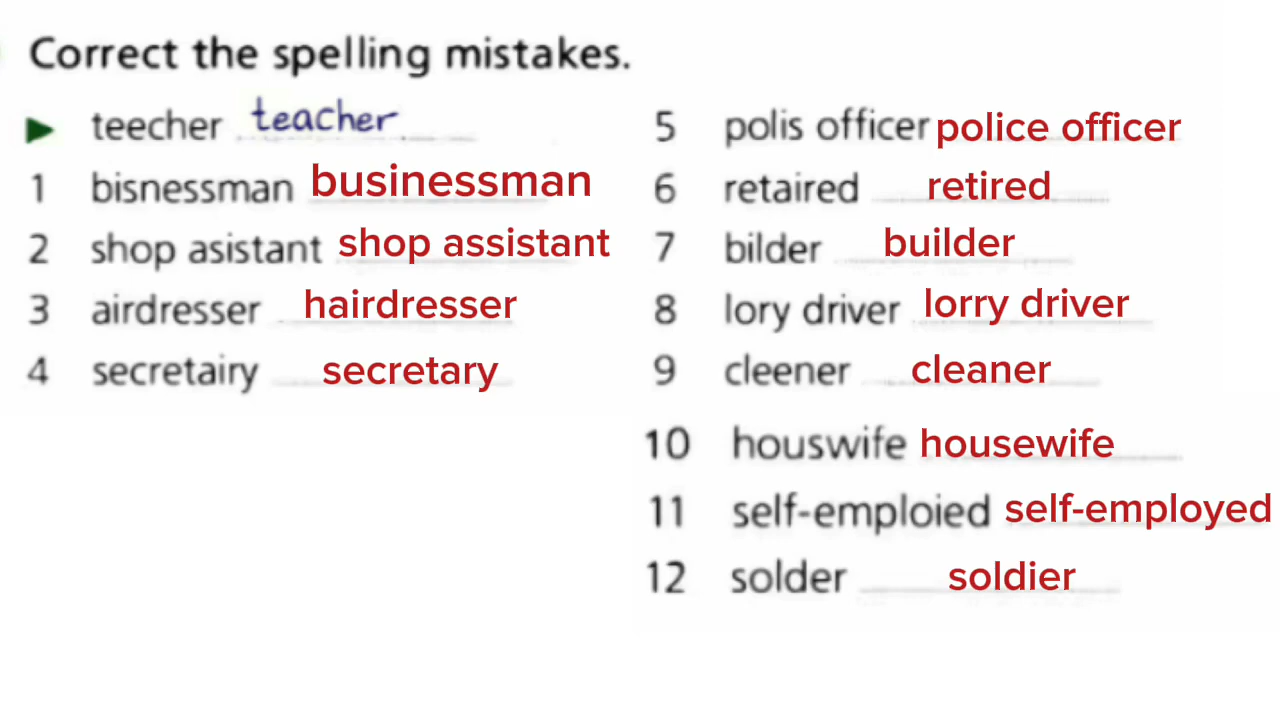 Correct the spelling mistakes.
▶ teecher teacher
1 bisnessman businessman
2 shop asistant shop assistant
3 airdresser hairdresser
4 secretairy secretary
5 polis officer police officer
6 retaired retired
7 bilder builder
8 lory driver lorry driver
9 cleener cleaner
10 houswife housewife
11 self-emploied self-employed
12 solder soldier